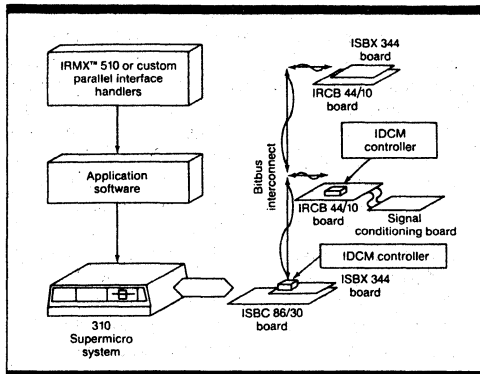 IRMX™ 510 or custom
parallel interface
handlers
Application
software
310
Supermicro
system
ISBX 344
board
IRCB 44/10
board
IDCM
controller
Bitbus
interconnect
IRCB 44/10
board
Signal
conditioning board
IDCM controller
ISBX 344
board
ISBC 86/30
board